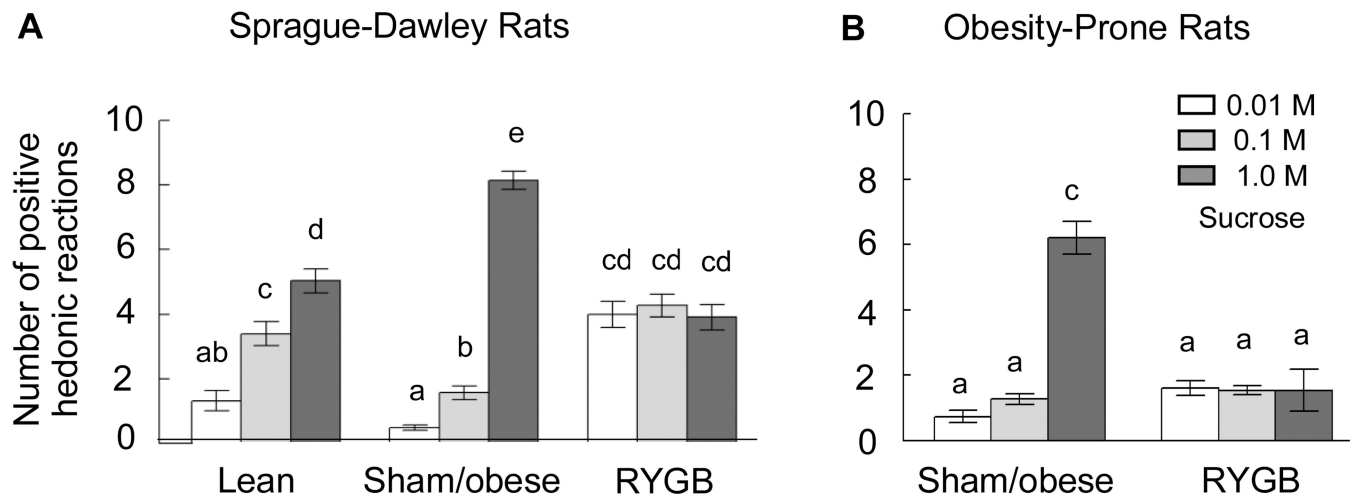 A
Sprague-Dawley Rats
Number of positive
hedonic reactions
10
8
6
4
2
0
ab
c
d
a
b
e
cd
cd
cd
Lean
Sham/obese
RYGB
B
Obesity-Prone Rats
10
8
6
4
2
0
0.01 M
0.1 M
1.0 M
Sucrose
a
a
c
a
a
a
Sham/obese
RYGB